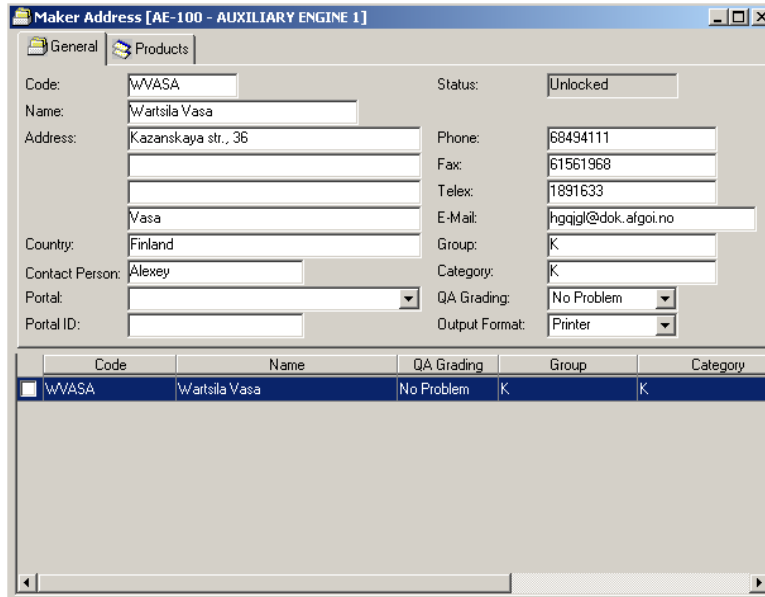 Maker Address [AE-100 - AUXILIARY ENGINE 1]
General Products
Code: WVASA Status: Unlocked
Name: Wartsila Vasa
Address: Kazanskaya str., 36 Phone: 68494111
Fax: 61561968
Telex: 1891633
Vasa E-Mail: hgqjgl@dok.afgoi.no
Country: Finland Group: K
Contact Person: Alexey Category: K
Portal: QA Grading: No Problem
Portal ID: Output Format: Printer
Code Name QA Grading Group Category
WVASA Wartsila Vasa No Problem K K